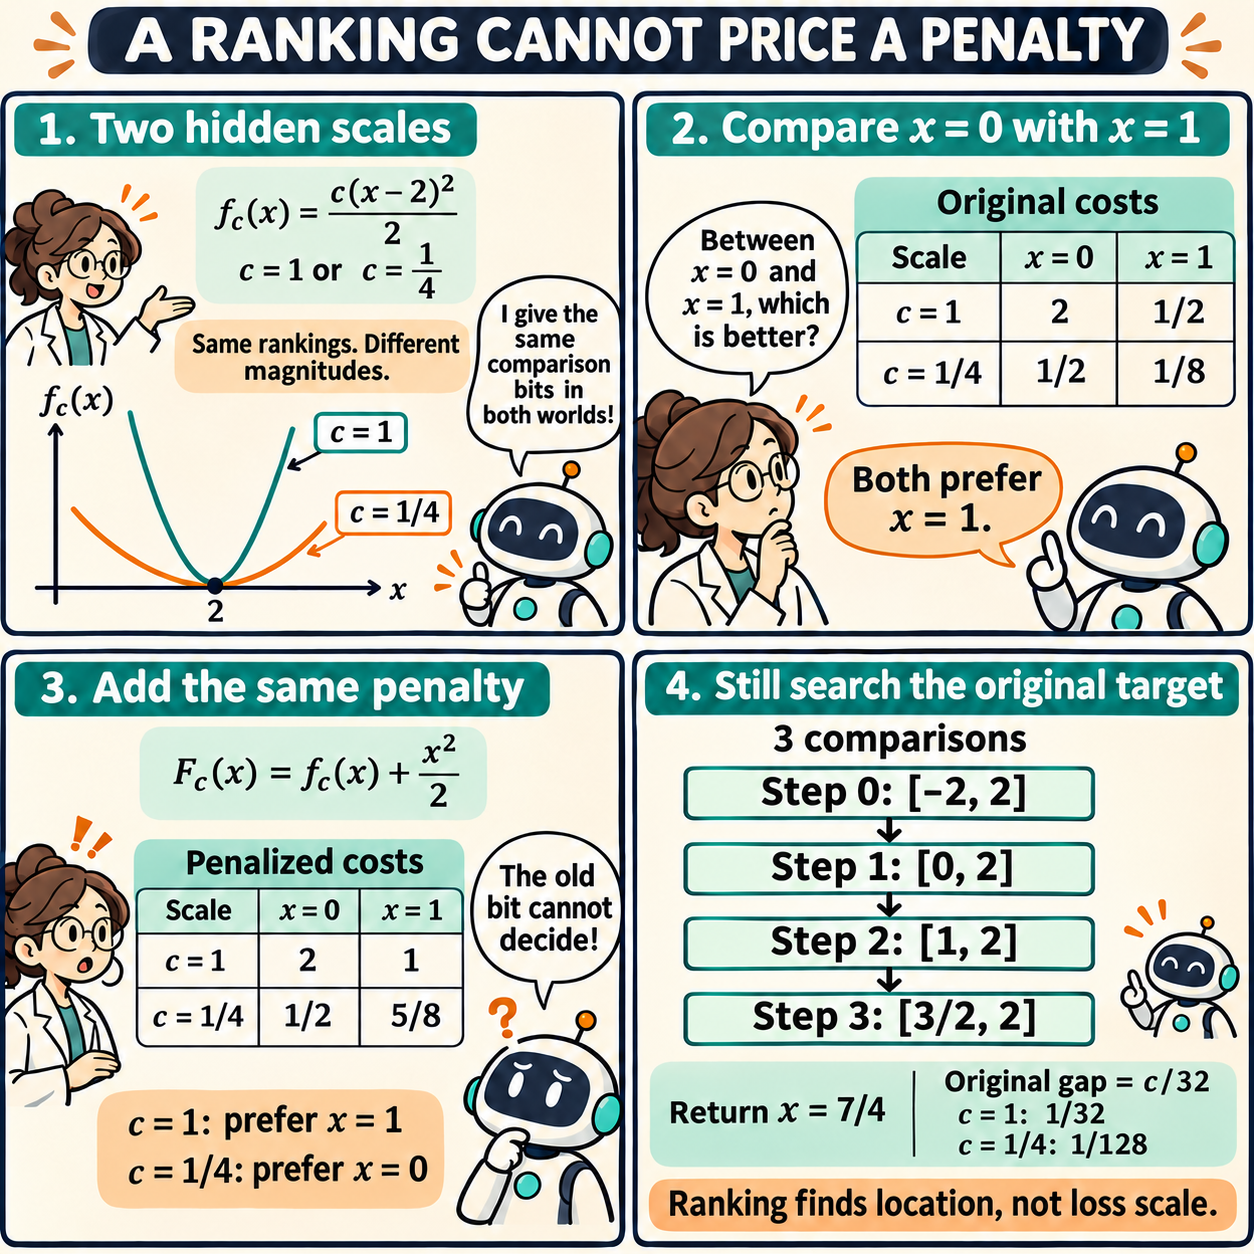 A RANKING CANNOT PRICE A PENALTY
1. Two hidden scales
f_c(x) = c(x − 2)² / 2
c = 1 or c = 1/4
Same rankings. Different
magnitudes.
I give the
same
comparison
bits in
both worlds!
f_c(x)
c = 1
c = 1/4
x
2
2. Compare x = 0 with x = 1
Between
x = 0 and
x = 1, which
is better?
Original costs
Scale x = 0 x = 1
c = 1 2 1/2
c = 1/4 1/2 1/8
Both prefer
x = 1.
3. Add the same penalty
F_c(x) = f_c(x) + x²/2
Penalized costs
Scale x = 0 x = 1
c = 1 2 1
c = 1/4 1/2 5/8
The old
bit cannot
decide!
?
c = 1: prefer x = 1
c = 1/4: prefer x = 0
4. Still search the original target
3 comparisons
Step 0: [−2, 2]
Step 1: [0, 2]
Step 2: [1, 2]
Step 3: [3/2, 2]
Return x = 7/4
Original gap = c/32
c = 1: 1/32
c = 1/4: 1/128
Ranking finds location, not loss scale.